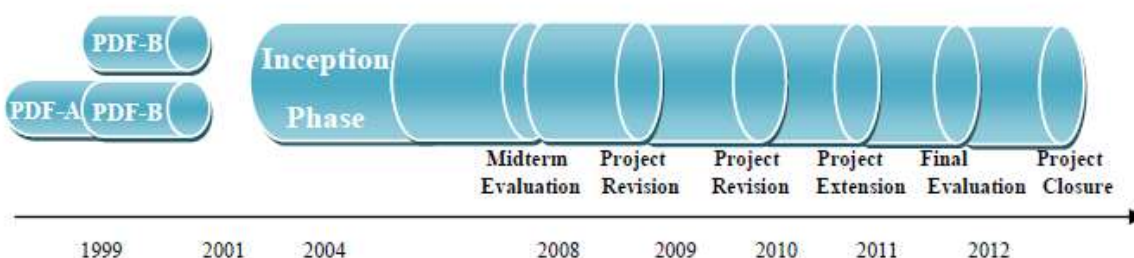 PDF-B
PDF-A PDF-B
Inception
Phase
Midterm Project Project Project Final Project
Evaluation Revision Revision Extension Evaluation Closure
1999 2001 2004 2008 2009 2010 2011 2012